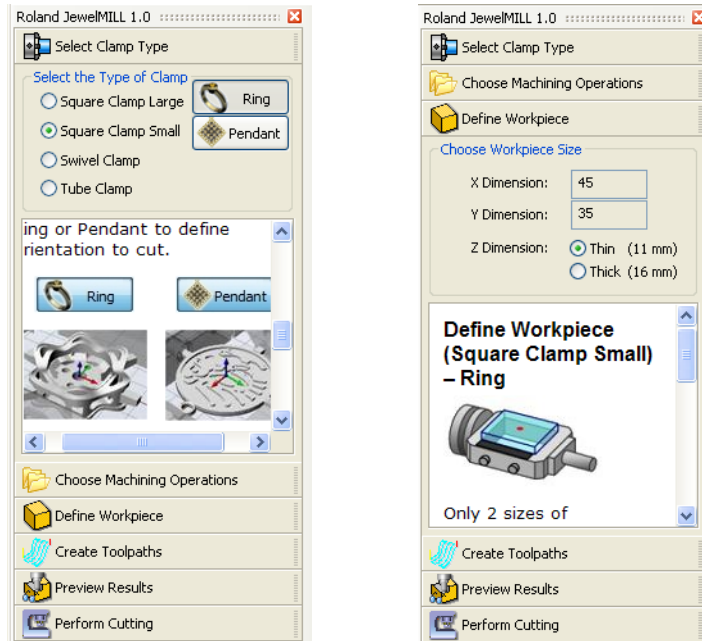 Roland JewelMILL 1.0
Select Clamp Type
Select the Type of Clamp
Square Clamp Large
Square Clamp Small
Swivel Clamp
Tube Clamp
Ring
Pendant
ing or Pendant to define
rientation to cut.
Ring
Pendant
Choose Machining Operations
Define Workpiece
Create Toolpaths
Preview Results
Perform Cutting
Roland JewelMILL 1.0
Select Clamp Type
Choose Machining Operations
Define Workpiece
Choose Workpiece Size
X Dimension: 45
Y Dimension: 35
Z Dimension: Thin (11 mm)
Thick (16 mm)
Define Workpiece
(Square Clamp Small)
– Ring
Only 2 sizes of
Create Toolpaths
Preview Results
Perform Cutting